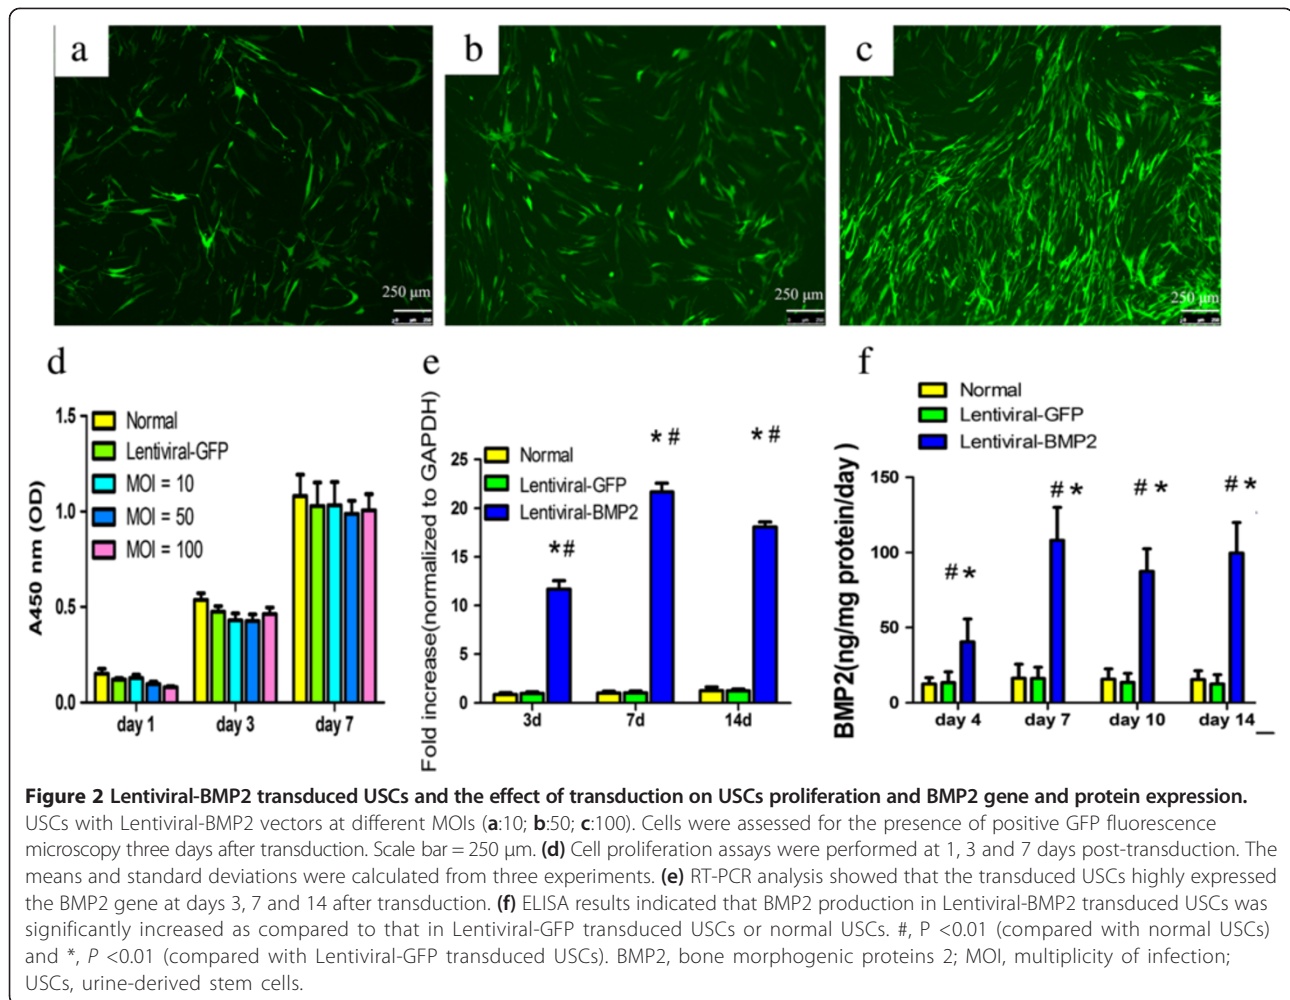 a
b
c
250 µm
250 µm
250 µm
d
1.5
1.0
0.5
0.0
A450 nm (OD)
Normal
Lentiviral-GFP
MOI = 10
MOI = 50
MOI = 100
day 1
day 3
day 7
e
Fold increase(normalized to GAPDH)
25
20
15
10
5
0
Normal
Lentiviral-GFP
Lentiviral-BMP2
*#
*#
*#
3d
7d
14d
f
Normal
Lentiviral-GFP
Lentiviral-BMP2
BMP2(ng/mg protein/day)
150
100
50
0
#*
#*
#*
#*
day 4
day 7
day 10
day 14
Figure 2 Lentiviral-BMP2 transduced USCs and the effect of transduction on USCs proliferation and BMP2 gene and protein expression.
USCs with Lentiviral-BMP2 vectors at different MOIs (a:10; b:50; c:100). Cells were assessed for the presence of positive GFP fluorescence
microscopy three days after transduction. Scale bar = 250 µm. (d) Cell proliferation assays were performed at 1, 3 and 7 days post-transduction. The
means and standard deviations were calculated from three experiments. (e) RT-PCR analysis showed that the transduced USCs highly expressed
the BMP2 gene at days 3, 7 and 14 after transduction. (f) ELISA results indicated that BMP2 production in Lentiviral-BMP2 transduced USCs was
significantly increased as compared to that in Lentiviral-GFP transduced USCs or normal USCs. #, P <0.01 (compared with normal USCs)
and *, P <0.01 (compared with Lentiviral-GFP transduced USCs). BMP2, bone morphogenic proteins 2; MOI, multiplicity of infection;
USCs, urine-derived stem cells.